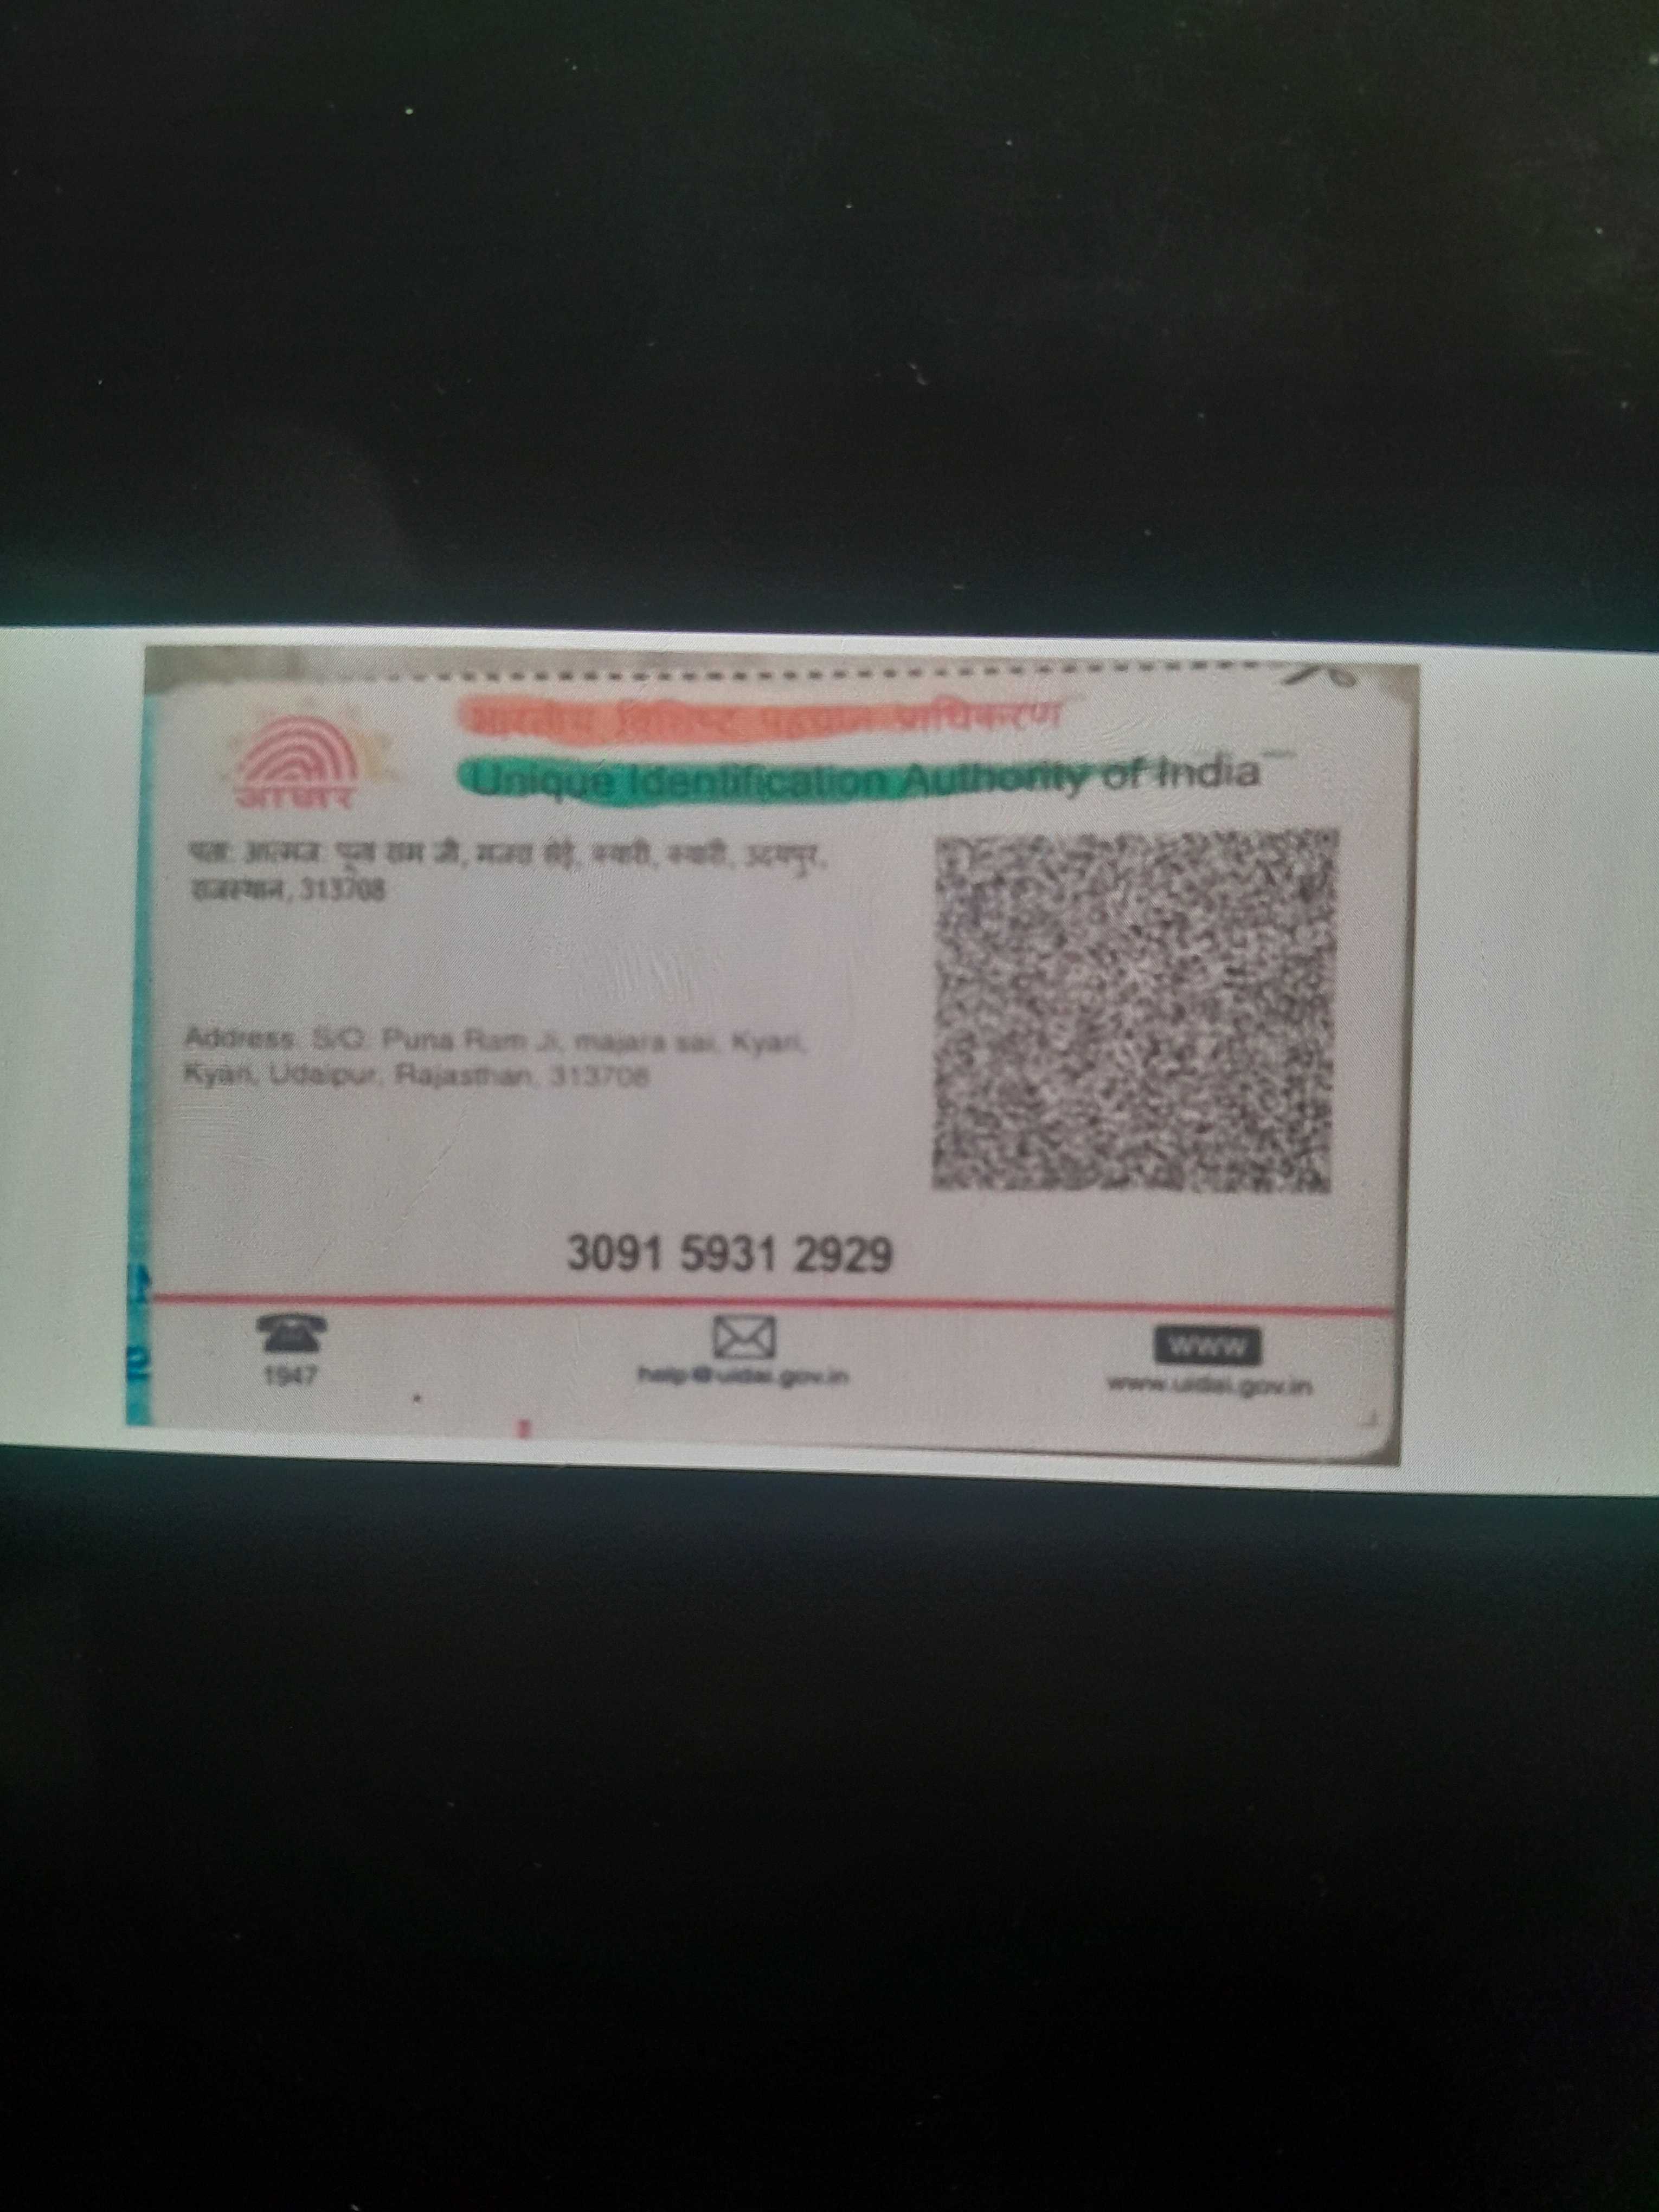 भारतीय विशिष्ट पहचान प्राधिकरण
Unique Identification Authority of India
आधार
पता: आत्मज: पुना राम जी, मजरा सेई, क्यारी, क्यारी, उदयपुर,
राजस्थान, 313708
Address: S/O: Puna Ram Ji, majara sai, Kyari,
Kyari, Udaipur, Rajasthan, 313708
3091 5931 2929
1947
help@uidai.gov.in
www
www.uidai.gov.in